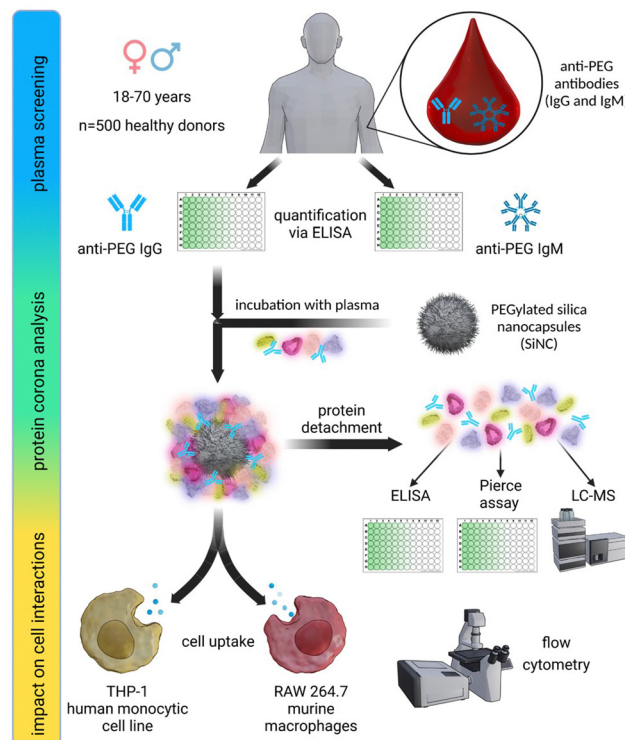 plasma screening
18-70 years
n=500 healthy donors
anti-PEG
antibodies
(IgG and IgM)
anti-PEG IgG
quantification
via ELISA
anti-PEG IgM
protein corona analysis
incubation with plasma
PEGylated silica
nanocapsules
(SiNC)
protein
detachment
ELISA
Pierce
assay
LC-MS
impact on cell interactions
cell uptake
THP-1
human monocytic
cell line
RAW 264.7
murine
macrophages
flow
cytometry